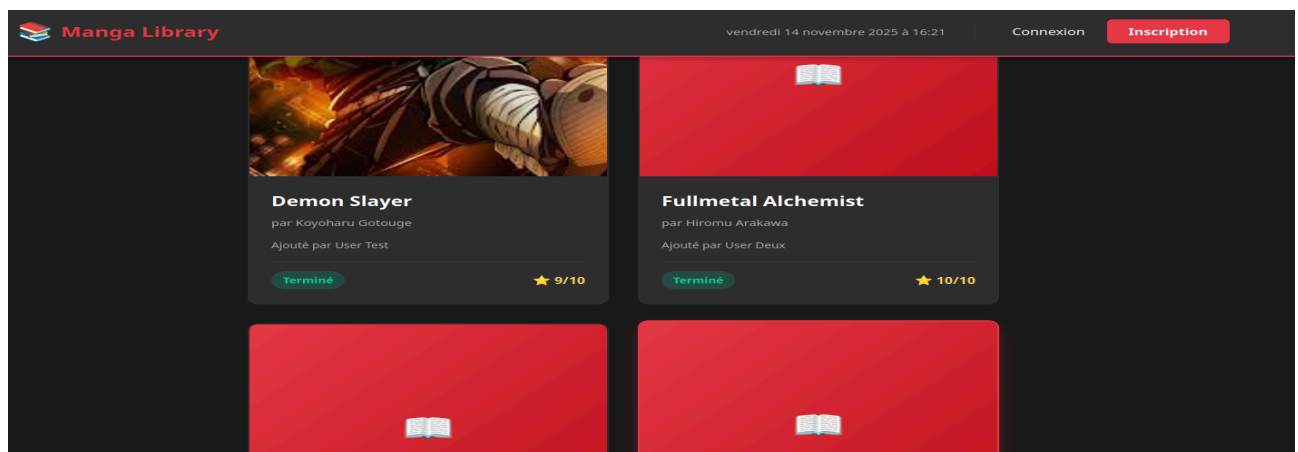 Manga Library
vendredi 14 novembre 2025 à 16:21
Connexion
Inscription
Demon Slayer
par Koyoharu Gotouge
Ajouté par User Test
Terminé
9/10
Fullmetal Alchemist
par Hiromu Arakawa
Ajouté par User Deux
Terminé
10/10